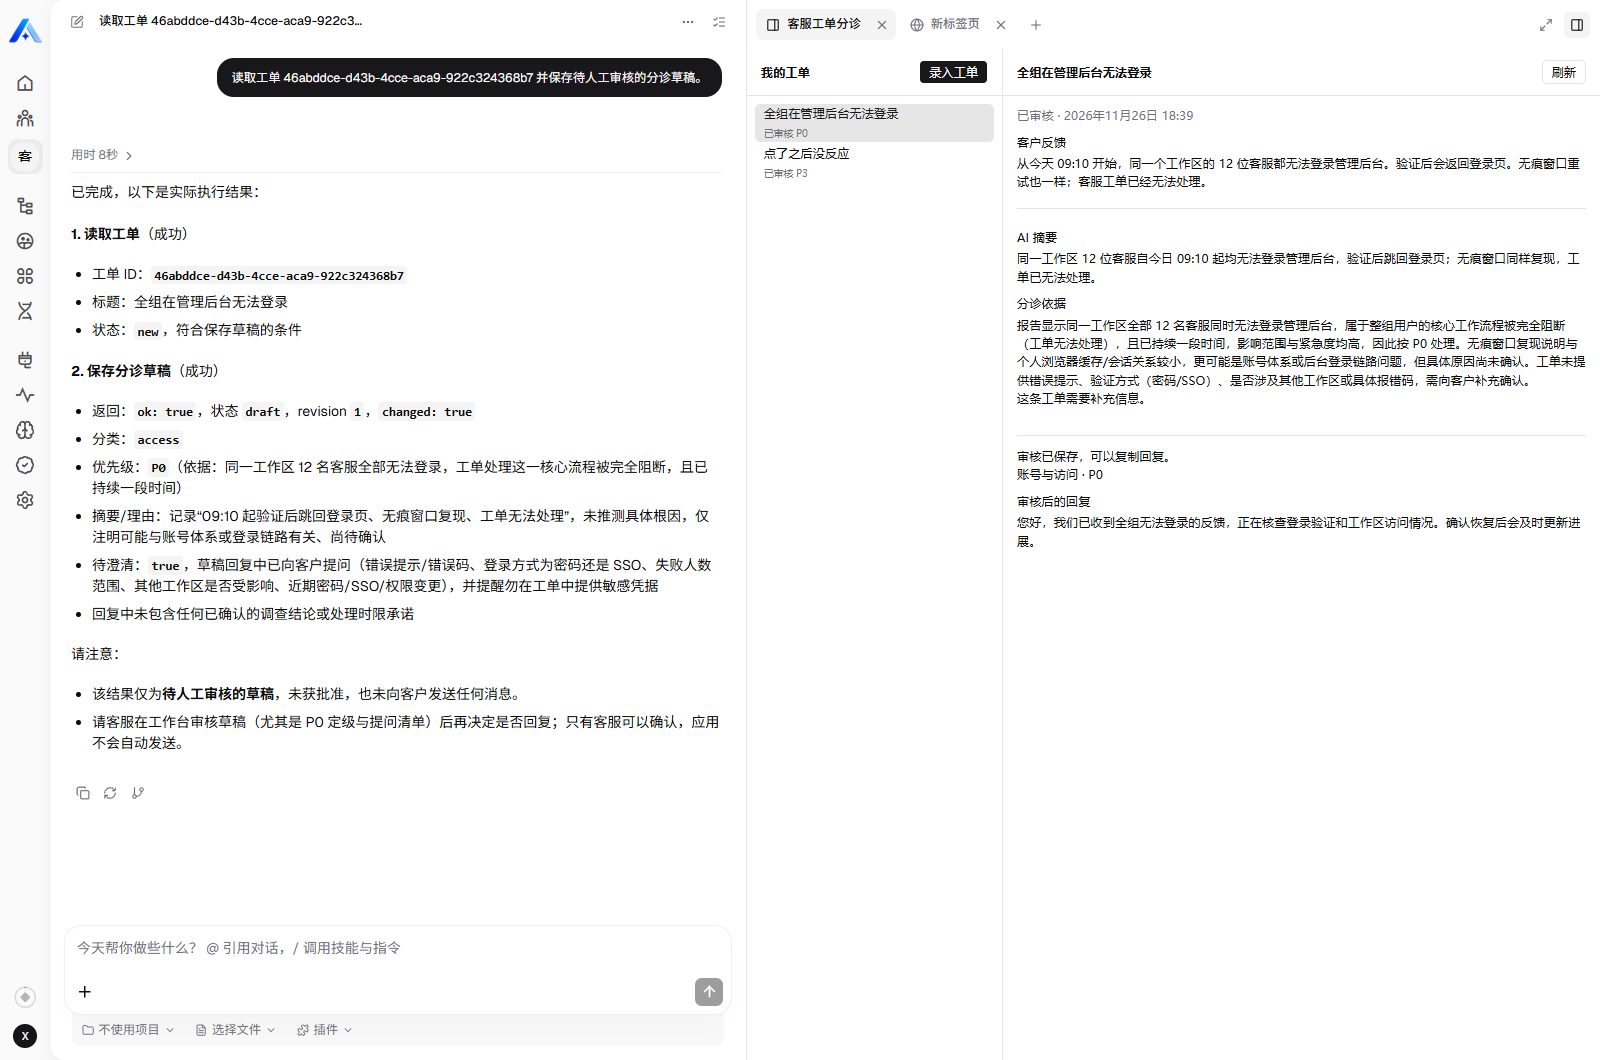 读取工单 46abddce-d43b-4cce-aca9-922c3...
读取工单 46abddce-d43b-4cce-aca9-922c324368b7 并保存待人工审核的分诊草稿。
客
用时 8秒
已完成，以下是实际执行结果：
1. 读取工单（成功）
工单 ID： 46abddce-d43b-4cce-aca9-922c324368b7
标题：全组在管理后台无法登录
状态： new ，符合保存草稿的条件
2. 保存分诊草稿（成功）
返回： ok: true ，状态 draft ，revision 1 ， changed: true
分类： access
优先级： P0 （依据：同一工作区 12 名客服全部无法登录，工单处理这一核心流程被完全阻断，且已
持续一段时间）
摘要/理由：记录“09:10 起验证后跳回登录页、无痕窗口复现、工单无法处理”，未推测具体根因，仅
注明可能与账号体系或登录链路有关、尚待确认
待澄清： true ，草稿回复中已向客户提问（错误提示/错误码、登录方式为密码还是 SSO、失败人数
范围、其他工作区是否受影响、近期密码/SSO/权限变更），并提醒勿在工单中提供敏感凭据
回复中未包含任何已确认的调查结论或处理时限承诺
请注意：
该结果仅为待人工审核的草稿，未获批准，也未向客户发送任何消息。
请客服在工作台审核草稿（尤其是 P0 定级与提问清单）后再决定是否回复；只有客服可以确认，应用
不会自动发送。
今天帮你做些什么？ @ 引用对话，/ 调用技能与指令
不使用项目
选择文件
插件
X
客服工单分诊
新标签页
我的工单
录入工单
全组在管理后台无法登录
已审核 P0
点了之后没反应
已审核 P3
全组在管理后台无法登录
刷新
已审核 · 2026年11月26日 18:39
客户反馈
从今天 09:10 开始，同一个工作区的 12 位客服都无法登录管理后台。验证后会返回登录页。无痕窗口重
试也一样；客服工单已经无法处理。
AI 摘要
同一工作区 12 位客服自今日 09:10 起均无法登录管理后台，验证后跳回登录页；无痕窗口同样复现，工
单已无法处理。
分诊依据
报告显示同一工作区全部 12 名客服同时无法登录管理后台，属于整组用户的核心工作流程被完全阻断
（工单无法处理），且已持续一段时间，影响范围与紧急度均高，因此按 P0 处理。无痕窗口复现说明与
个人浏览器缓存/会话关系较小，更可能是账号体系或后台登录链路问题，但具体原因尚未确认。工单未提
供错误提示、验证方式（密码/SSO）、是否涉及其他工作区或具体报错码，需向客户补充确认。
这条工单需要补充信息。
审核已保存，可以复制回复。
账号与访问 · P0
审核后的回复
您好，我们已收到全组无法登录的反馈，正在核查登录验证和工作区访问情况。确认恢复后会及时更新进
展。